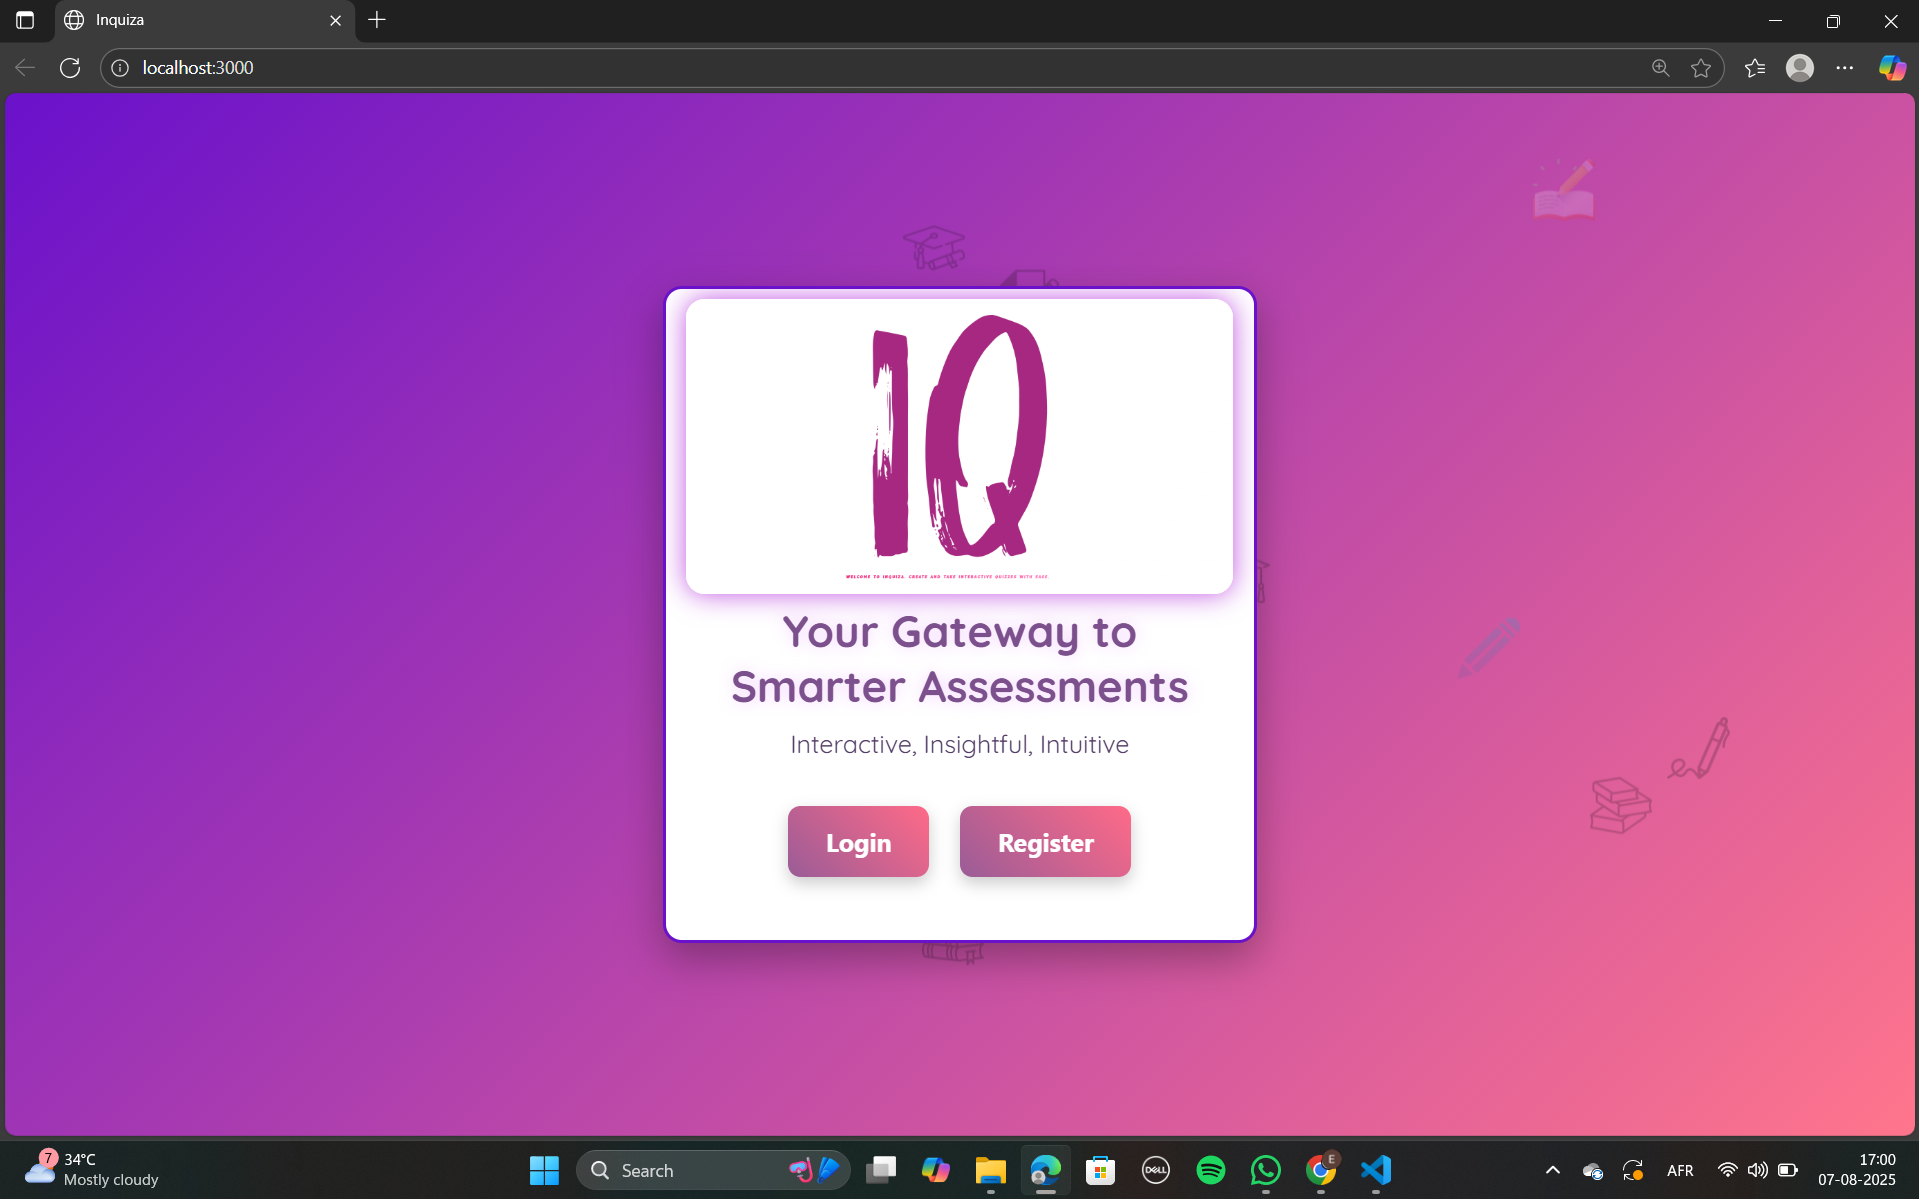 Inquiza
localhost:3000
IQ
WELCOME TO INQUIZA. CREATE AND TAKE INTERACTIVE QUIZZES WITH EASE.
Your Gateway to
Smarter Assessments
Interactive, Insightful, Intuitive
Login
Register
7
34°C
Mostly cloudy
Search
DELL
E
AFR
17:00
07-08-2025